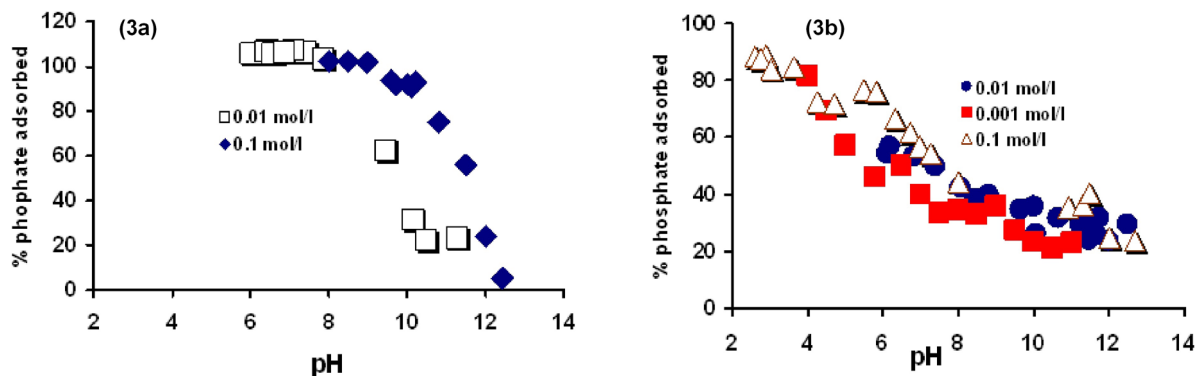 (3a)
% phophate adsorbed
120
100
80
60
40
20
0
0.01 mol/l
0.1 mol/l
2 4 6 8 10 12 14
pH
(3b)
% phosphate adsorbed
100
80
60
40
20
0
0.01 mol/l
0.001 mol/l
0.1 mol/l
2 4 6 8 10 12 14
pH